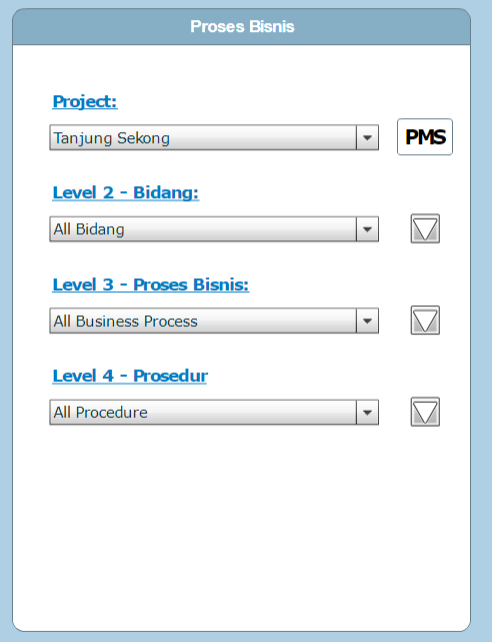 Proses Bisnis
Project:
Tanjung Sekong
PMS
Level 2 - Bidang:
All Bidang
Level 3 - Proses Bisnis:
All Business Process
Level 4 - Prosedur
All Procedure